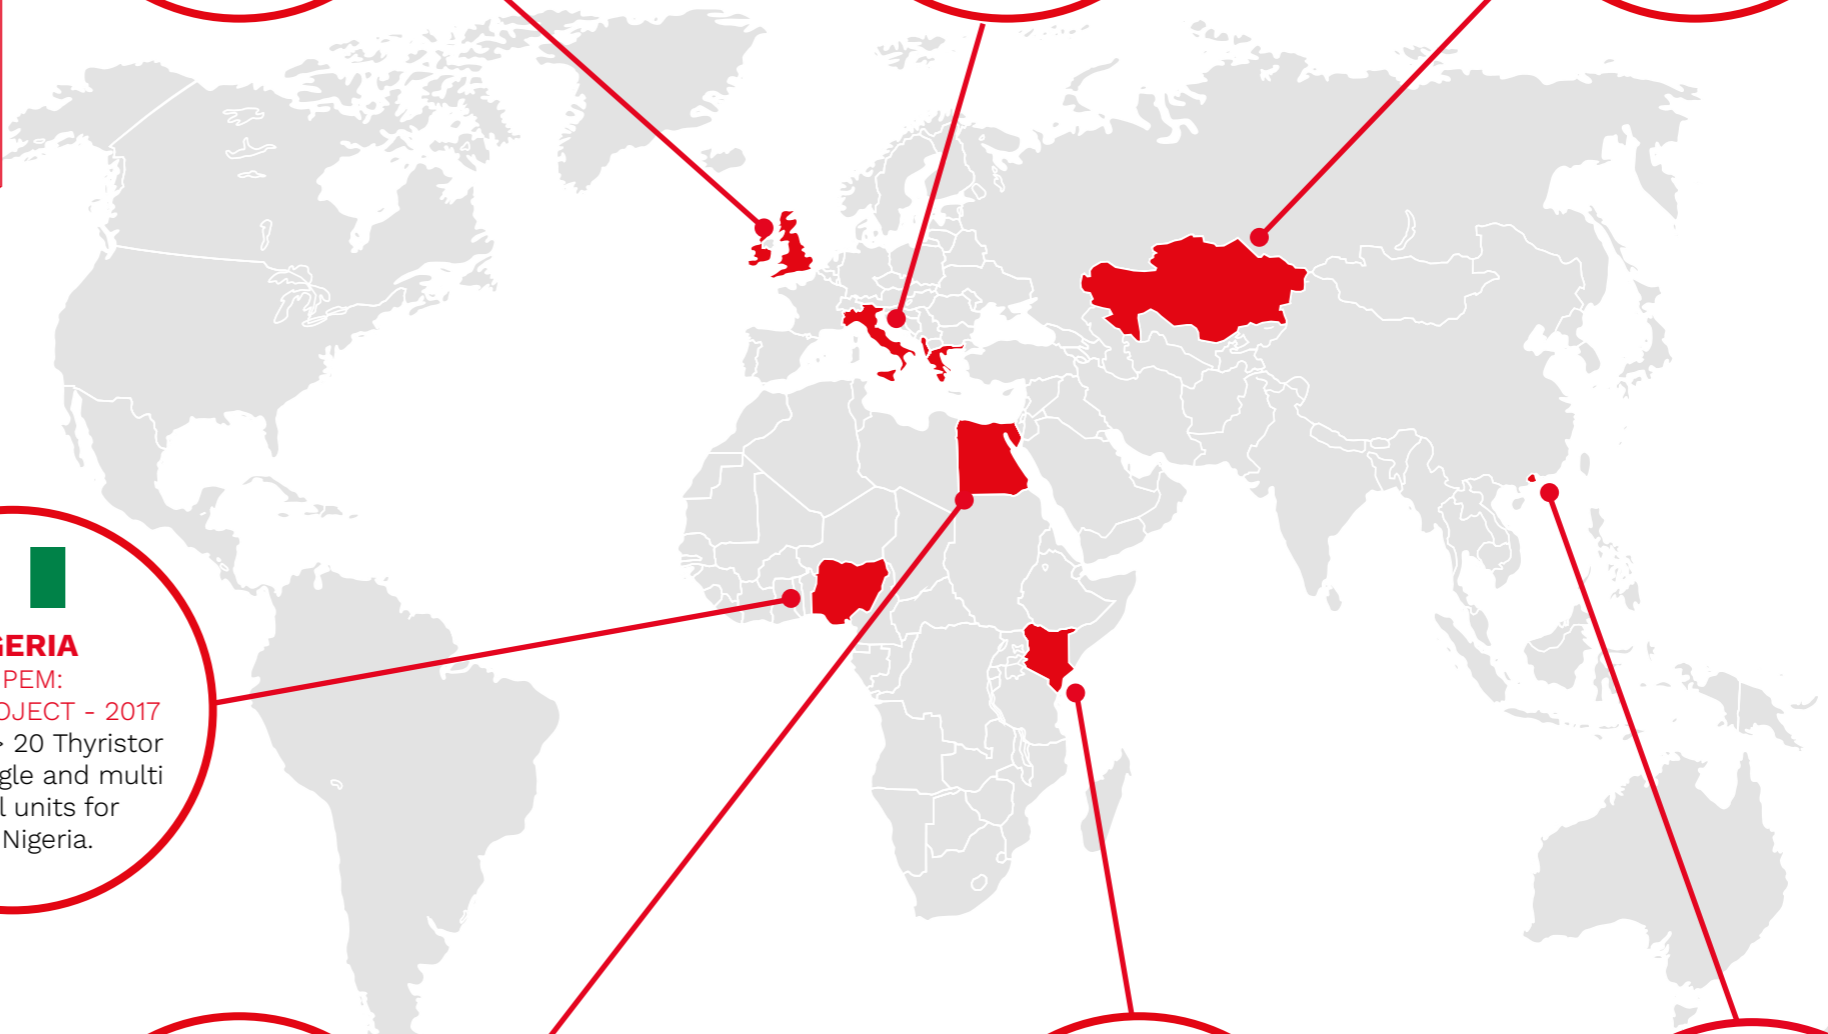 GERIA
PEM:
OJECT - 2017
> 20 Thyristor
gle and multi
l units for
Nigeria.